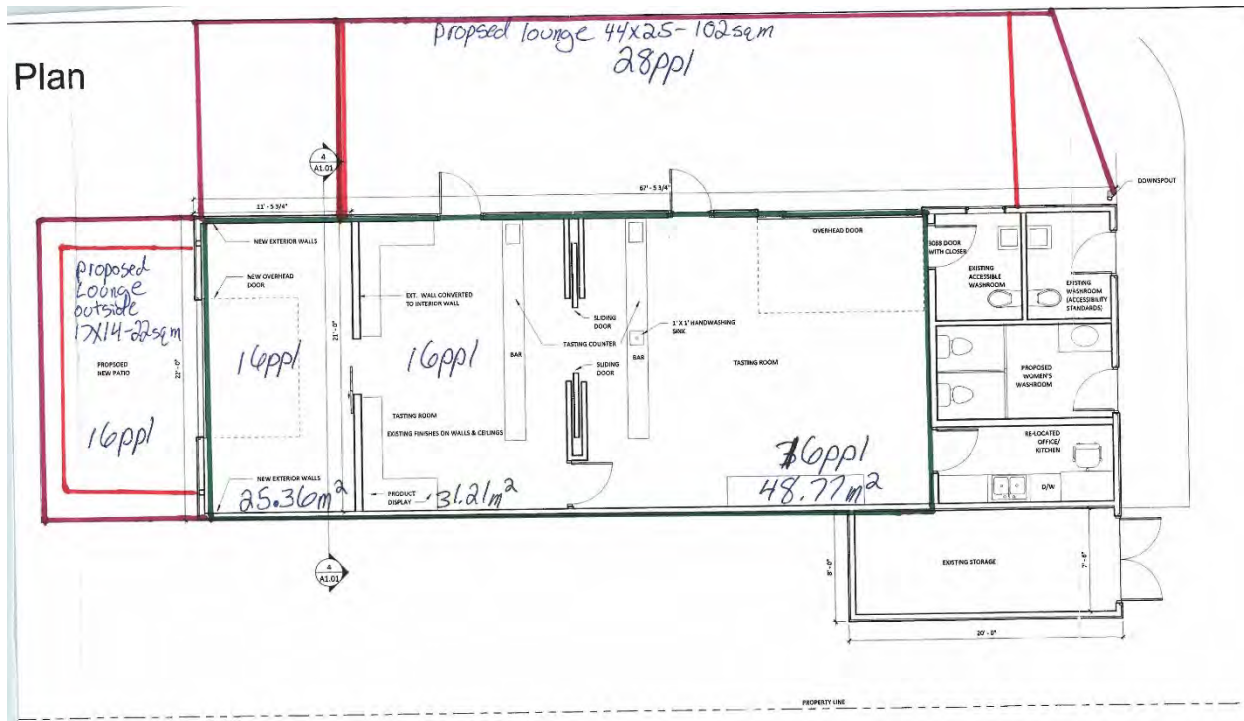 propsed lounge 44x25-102sqm
28ppl
Plan
4
A1.01
67' - 5 3/4"
DOWNSPOUT
11' - 5 3/4"
NEW EXTERIOR WALLS
OVERHEAD DOOR
3068 DOOR
WITH CLOSER
EXISTING
ACCESSIBLE
WASHROOM
EXISTING
WASHROOM
(ACCESSIBILITY
STANDARDS)
proposed
Lounge
outside
17x14-22sqm
NEW OVERHEAD
DOOR
EXT. WALL CONVERTED
TO INTERIOR WALL
21' - 0"
22' - 0"
SLIDING
DOOR
TASTING COUNTER
1' X 1' HANDWASHING
SINK
BAR
BAR
SLIDING
DOOR
TASTING ROOM
PROPOSED
WOMEN'S
WASHROOM
PROPSOED
NEW PATIO
16ppl
16ppl
16ppl
TASTING ROOM
EXISTING FINISHES ON WALLS & CEILINGS
6ppl
RE-LOCATED
OFFICE/
KITCHEN
D/W
NEW EXTERIOR WALLS
25.36m²
PRODUCT
DISPLAY
31.21m²
48.77m²
4
A1.01
8' - 0"
EXISTING STORAGE
7' - 6"
20' - 0"
PROPERTY LINE